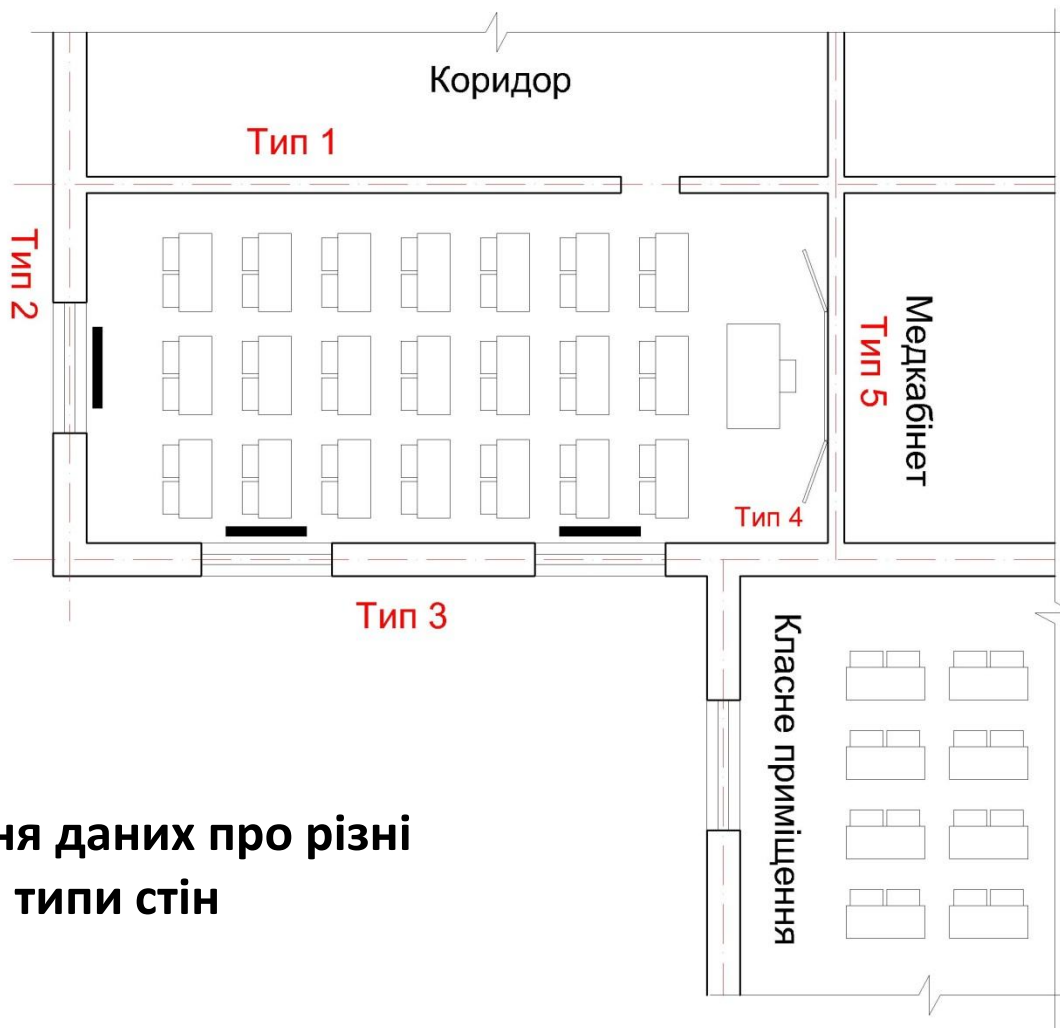 Коридор
Тип 1
Тип 2
Медкабінет
Тип 5
Тип 4
Тип 3
Класне приміщення
ня даних про різні
типи стін